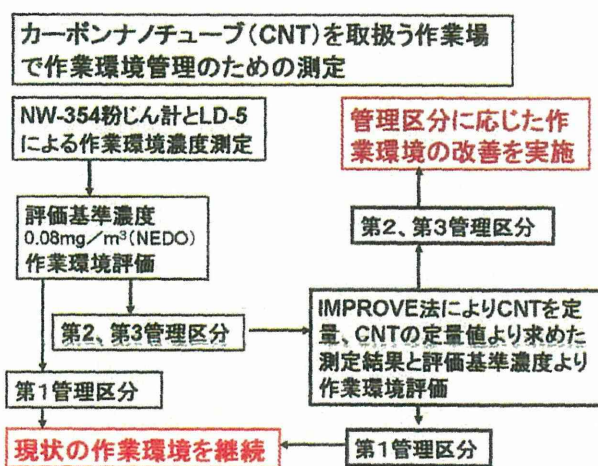 カーボンナノチューブ(CNT)を取扱う作業場
で作業環境管理のための測定
NW-354粉じん計とLD-5
による作業環境濃度測定
評価基準濃度
0.08mg/m³(NEDO)
作業環境評価
第2、第3管理区分
第1管理区分
現状の作業環境を継続
管理区分に応じた作
業環境の改善を実施
第2、第3管理区分
IMPROVE法によりCNTを定
量、CNTの定量値より求めた
測定結果と評価基準濃度より
作業環境評価
第1管理区分